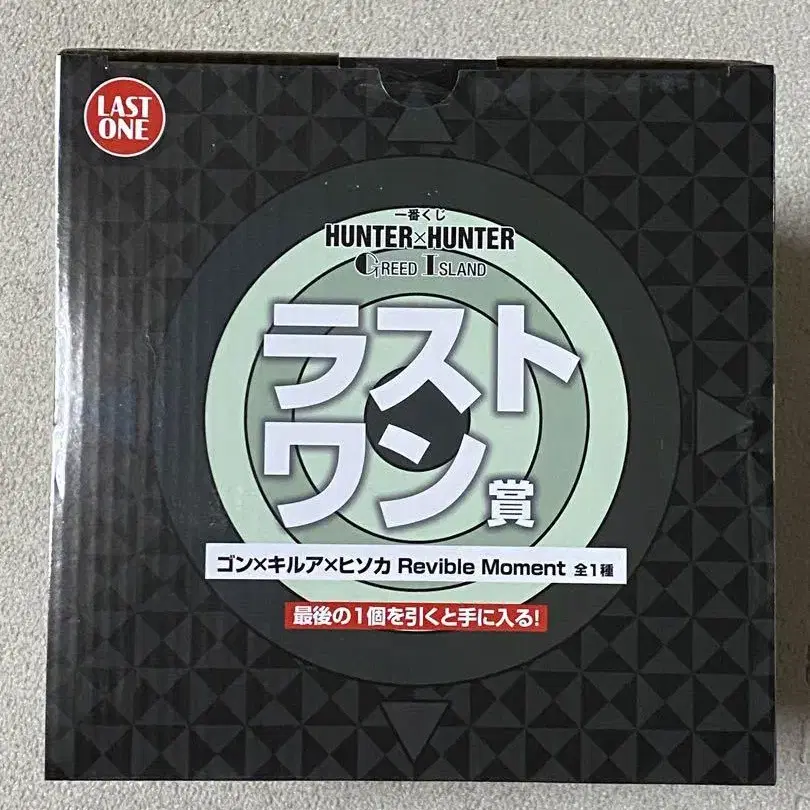 LAST
ONE
一番くじ
HUNTER×HUNTER
GREED ISLAND
ラスト
ワン賞
ゴン×キルア×ヒソカ Revible Moment 全1種
最後の1個を引くと手に入る!